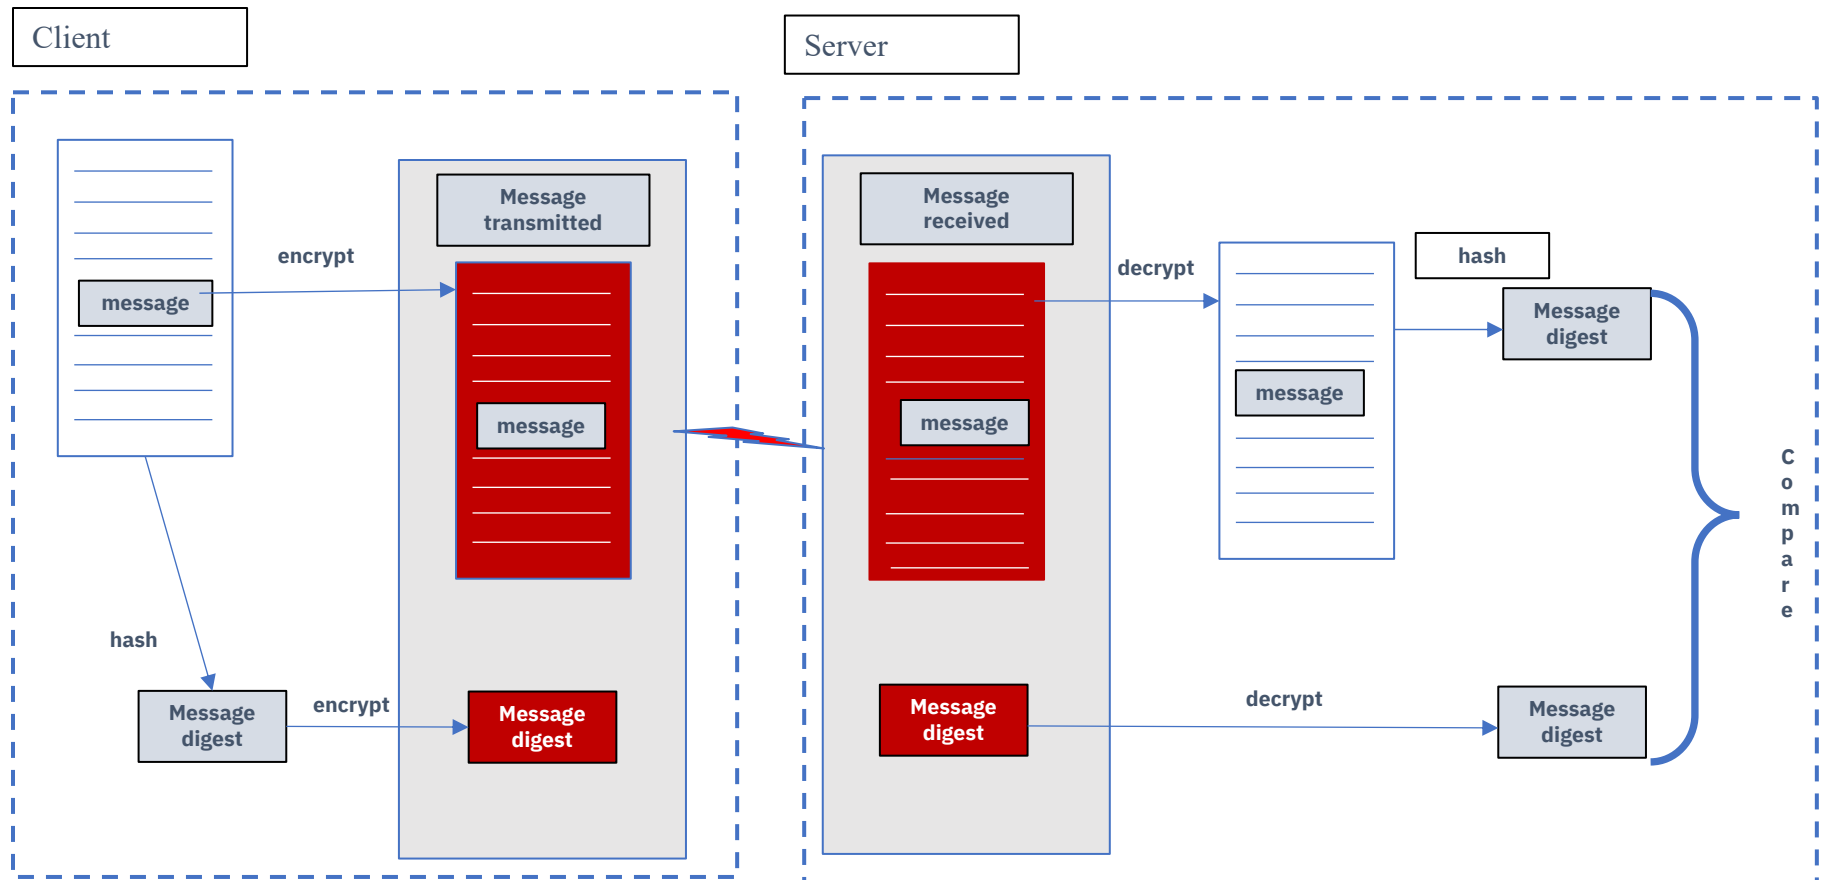 Client
Server
message
encrypt
Message
transmitted
message
hash
Message
digest
encrypt
Message
digest
Message
received
message
decrypt
message
hash
Message
digest
Message
digest
decrypt
Message
digest
C
o
m
p
a
r
e